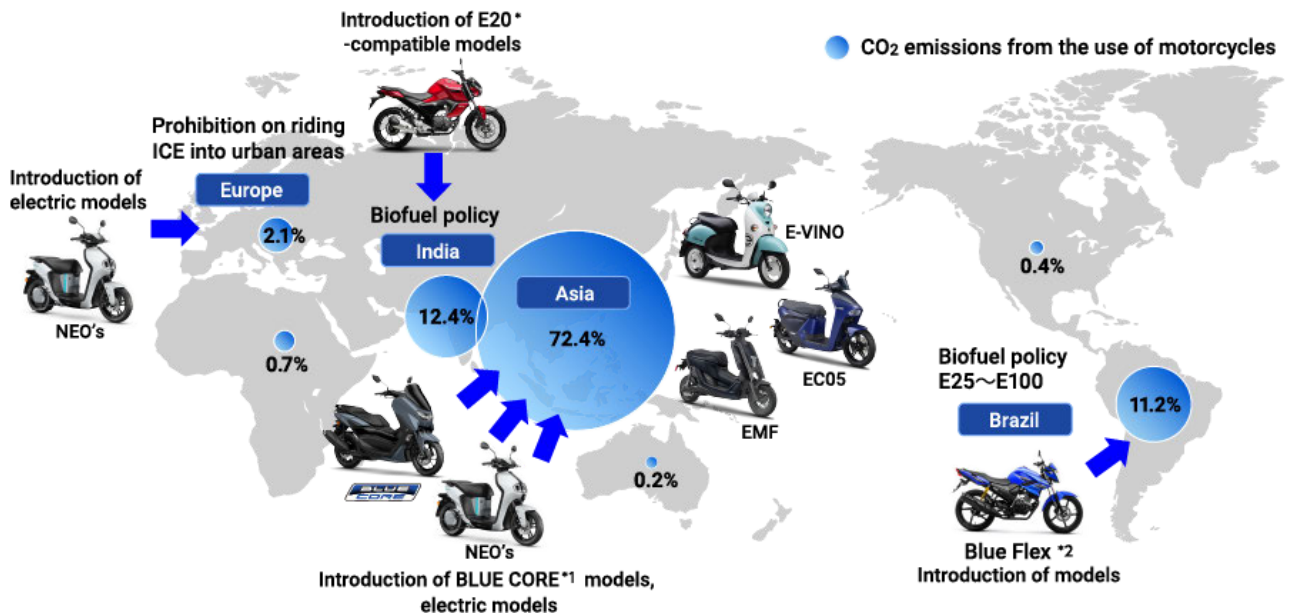 Introduction of E20*
-compatible models
CO2 emissions from the use of motorcycles
Prohibition on riding
ICE into urban areas
Introduction of
electric models
Europe
2.1%
NEO's
Biofuel policy
India
12.4%
Asia
72.4%
E-VINO
EC05
EMF
0.7%
BLUE
CORE
NEO's
Introduction of BLUE CORE*1 models,
electric models
0.2%
0.4%
Biofuel policy
E25〜E100
Brazil
11.2%
Blue Flex *2
Introduction of models